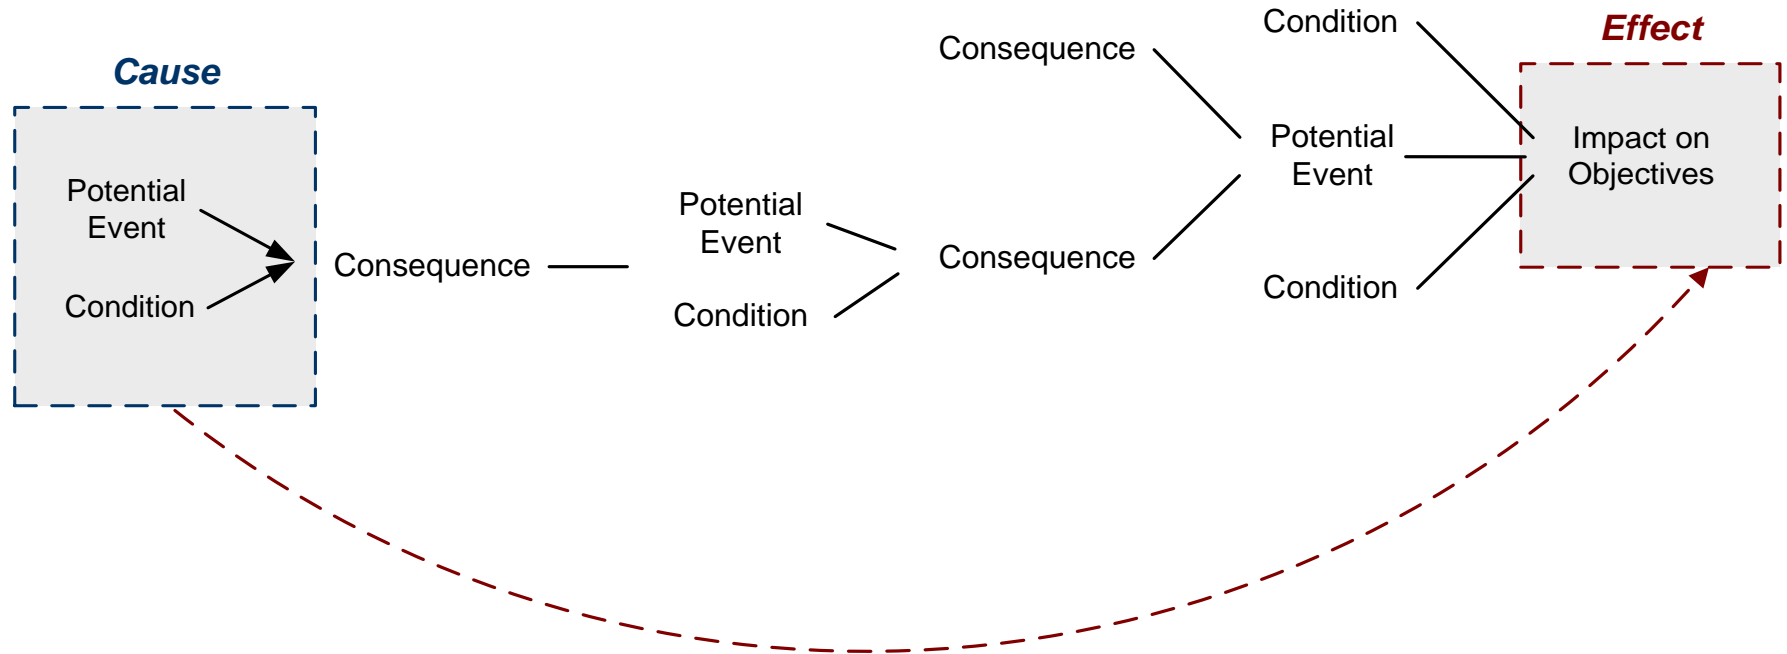 Cause
Potential
Event
Condition
Consequence
Potential
Event
Condition
Consequence
Consequence
Condition
Potential
Event
Condition
Effect
Impact on
Objectives